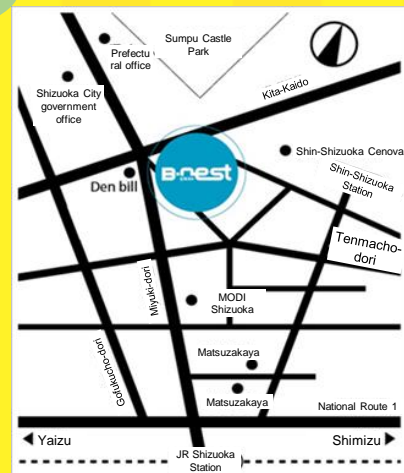 Sumpu Castle
Park
Prefectu
ral office
Kita-Kaido
Shizuoka City
government
office
Shin-Shizuoka Cenova
B-nest
Den bill
Shin-Shizuoka
Station
Tenmacho-
dori
Miyuki-dori
MODI
Shizuoka
Gofukucho-dori
Matsuzakaya
Matsuzakaya
National Route 1
Yaizu
Shimizu
JR Shizuoka
Station